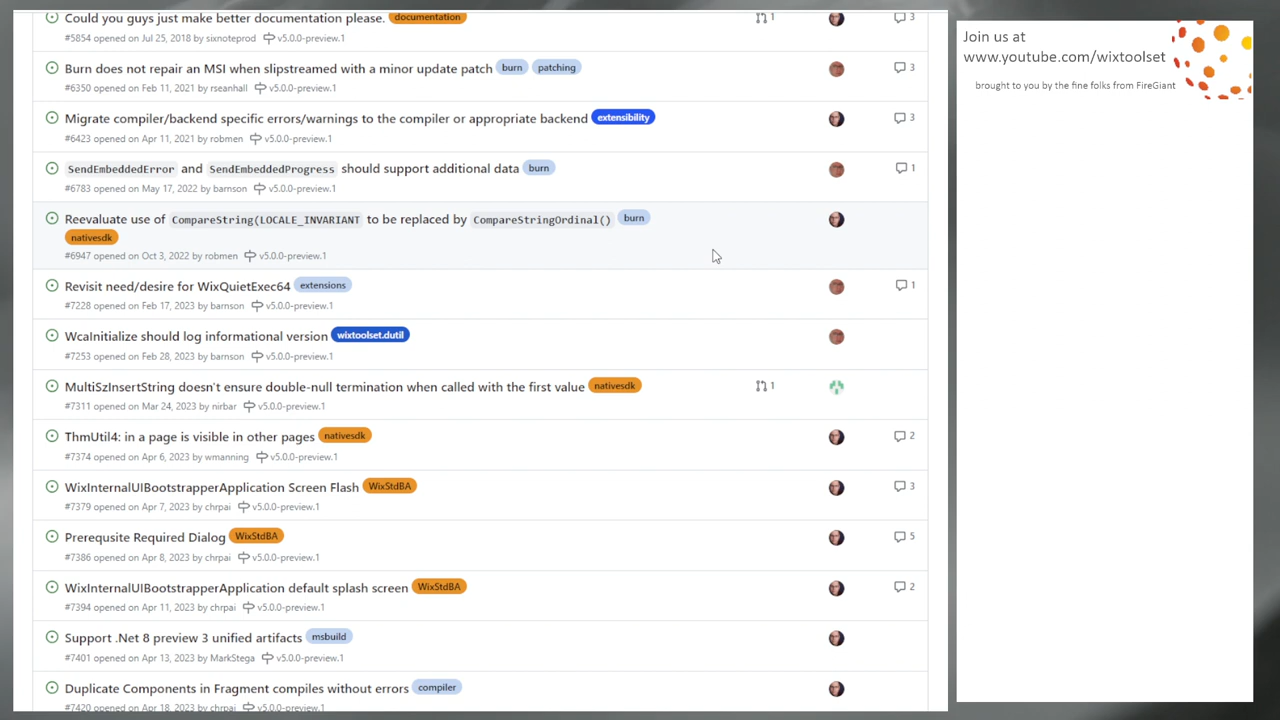 Could you guys just make better documentation please. documentation 1 3
#5854 opened on Jul 25, 2018 by sixnoteprod v5.0.0-preview.1
Burn does not repair an MSI when slipstreamed with a minor update patch burn patching 3
#6350 opened on Feb 11, 2021 by rseanhall v5.0.0-preview.1
Migrate compiler/backend specific errors/warnings to the compiler or appropriate backend extensibility 3
#6423 opened on Apr 11, 2021 by robmen v5.0.0-preview.1
SendEmbeddedError and SendEmbeddedProgress should support additional data burn 1
#6783 opened on May 17, 2022 by barnson v5.0.0-preview.1
Reevaluate use of CompareString(LOCALE_INVARIANT to be replaced by CompareStringOrdinal() burn
nativesdk
#6947 opened on Oct 3, 2022 by robmen v5.0.0-preview.1
Revisit need/desire for WixQuietExec64 extensions 1
#7228 opened on Feb 17, 2023 by barnson v5.0.0-preview.1
WcaInitialize should log informational version wixtoolset.dutil
#7253 opened on Feb 28, 2023 by barnson v5.0.0-preview.1
MultiSzInsertString doesn't ensure double-null termination when called with the first value nativesdk 1
#7311 opened on Mar 24, 2023 by nirbar v5.0.0-preview.1
ThmUtil4: in a page is visible in other pages nativesdk 2
#7374 opened on Apr 6, 2023 by wmanning v5.0.0-preview.1
WixInternalUIBootstrapperApplication Screen Flash WixStdBA 3
#7379 opened on Apr 7, 2023 by chrpai v5.0.0-preview.1
Prerequsite Required Dialog WixStdBA 5
#7386 opened on Apr 8, 2023 by chrpai v5.0.0-preview.1
WixInternalUIBootstrapperApplication default splash screen WixStdBA 2
#7394 opened on Apr 11, 2023 by chrpai v5.0.0-preview.1
Support .Net 8 preview 3 unified artifacts msbuild
#7401 opened on Apr 13, 2023 by MarkStega v5.0.0-preview.1
Duplicate Components in Fragment compiles without errors compiler
#7420 opened on Apr 18, 2023 by chrpai v5.0.0-preview.1
Join us at
www.youtube.com/wixtoolset
brought to you by the fine folks from FireGiant